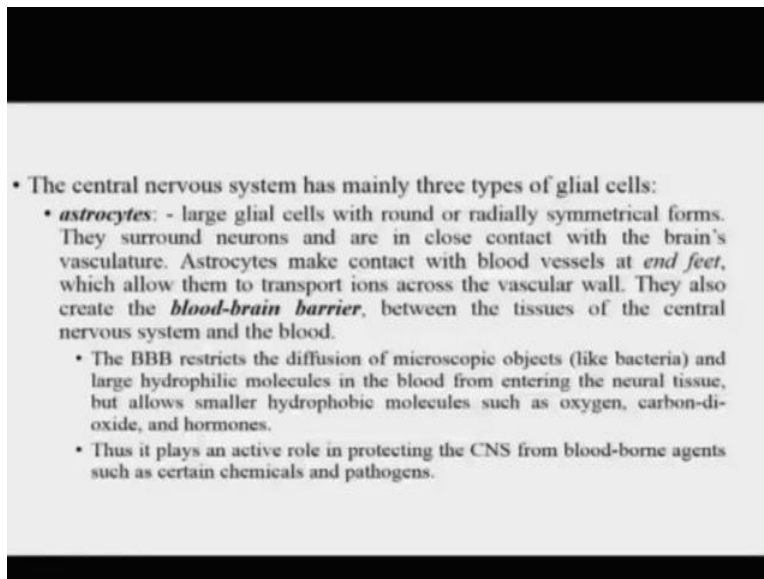 • The central nervous system has mainly three types of glial cells:
• astrocytes: - large glial cells with round or radially symmetrical forms.
They surround neurons and are in close contact with the brain's
vasculature. Astrocytes make contact with blood vessels at end feet,
which allow them to transport ions across the vascular wall. They also
create the blood-brain barrier, between the tissues of the central
nervous system and the blood.
• The BBB restricts the diffusion of microscopic objects (like bacteria) and
large hydrophilic molecules in the blood from entering the neural tissue,
but allows smaller hydrophobic molecules such as oxygen, carbon-di-
oxide, and hormones.
• Thus it plays an active role in protecting the CNS from blood-borne agents
such as certain chemicals and pathogens.